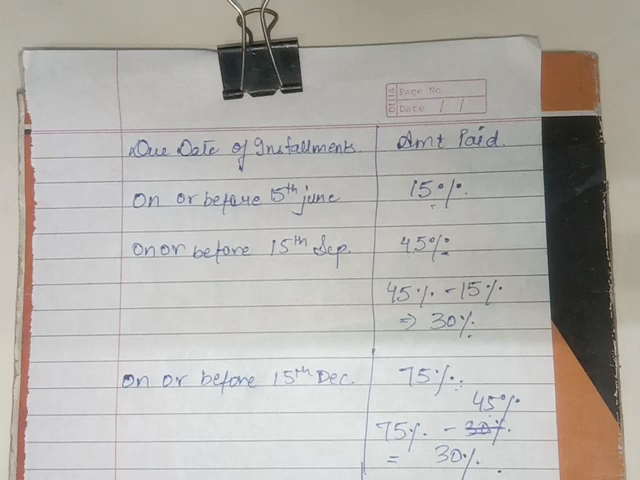 DELTA Page No.
Date / /
Due Date of Installments. Amt Paid.
On or before 15th june 15%.
On or before 15th Sep. 45%
45% - 15%
⇒ 30%
On or before 15th Dec. 75%.
45%
75% - 30%
= 30%.